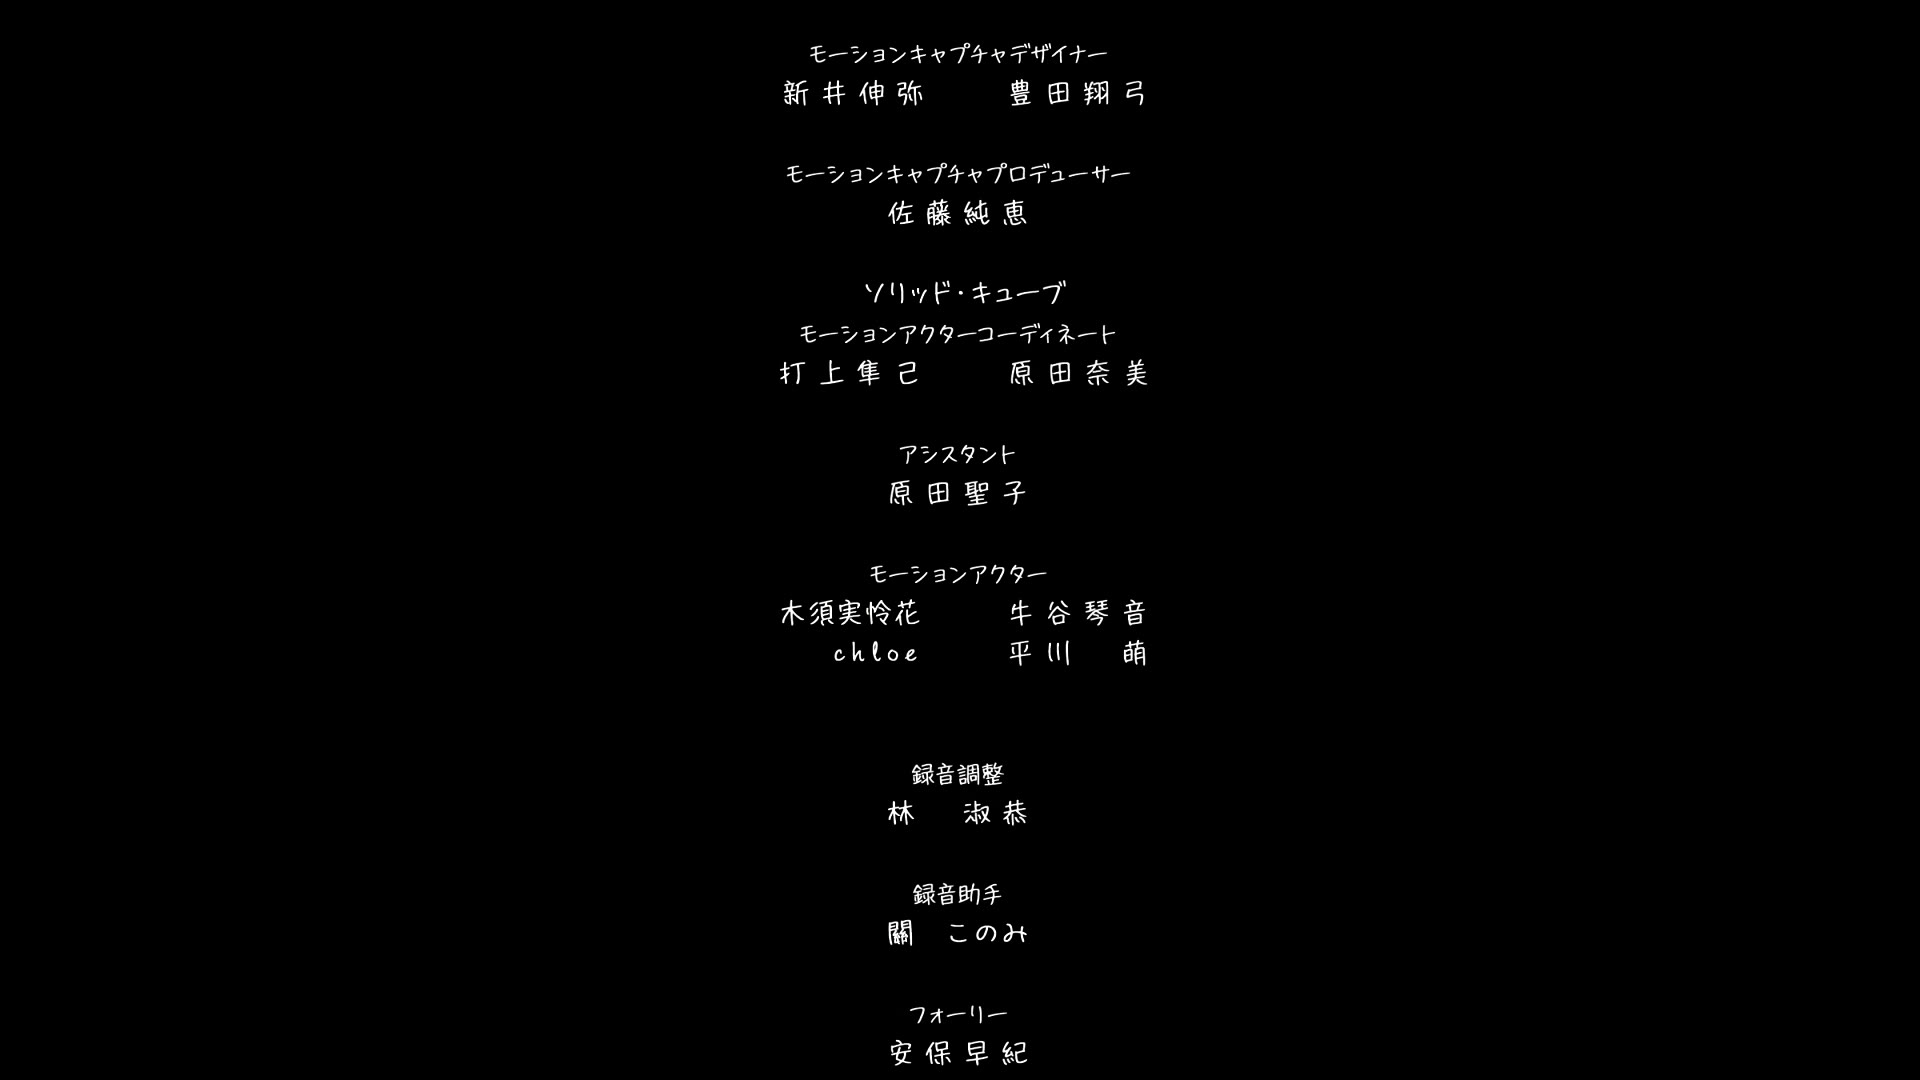 モーションキャプチャデザイナー
新井伸弥　豊田翔弓
モーションキャプチャプロデューサー
佐藤純恵
ソリッド・キューブ
モーションアクターコーディネート
打上隼己　原田奈美
アシスタント
原田聖子
モーションアクター
木須実怜花　牛谷琴音
chloe　平川　萌
録音調整
林　淑恭
録音助手
關　このみ
フォーリー
安保早紀